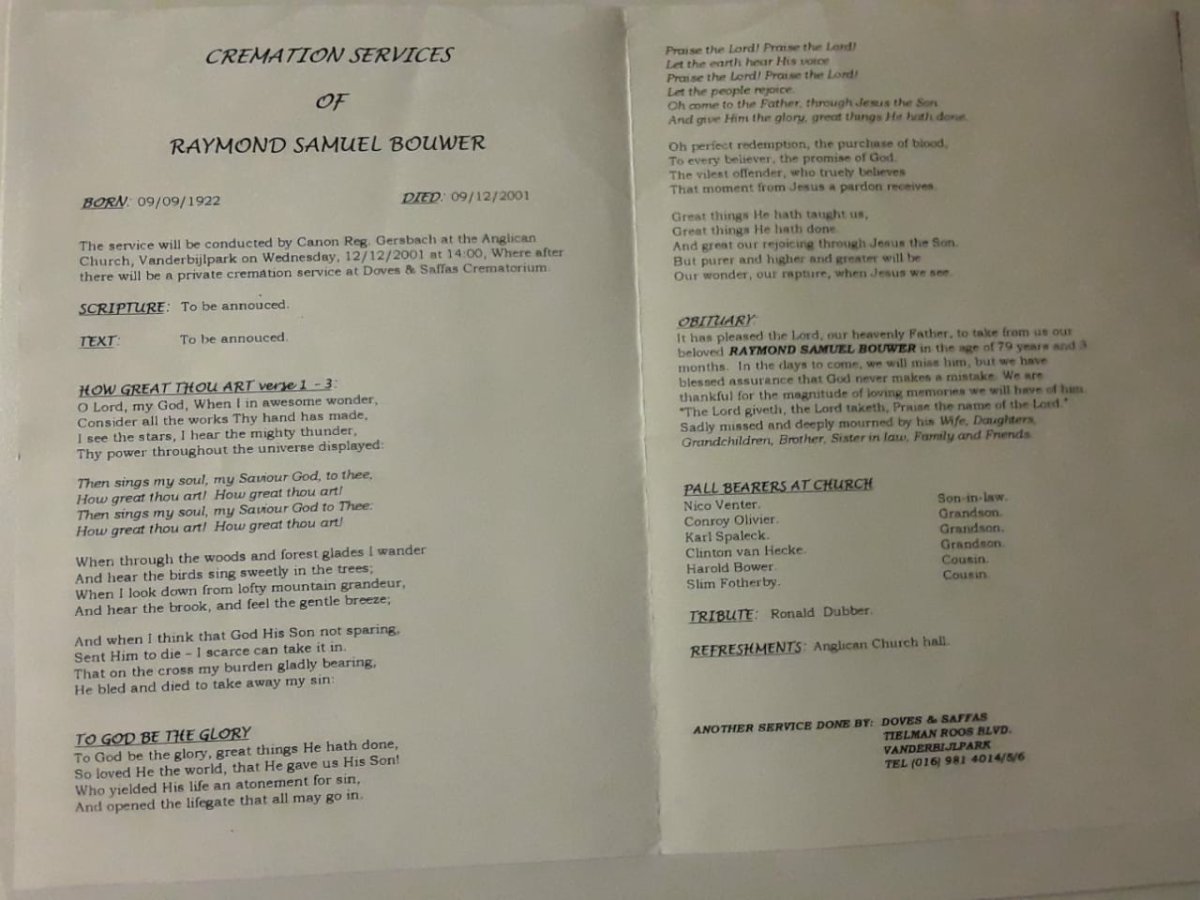 CREMATION SERVICES
OF
RAYMOND SAMUEL BOUWER
BORN: 09/09/1922 DIED: 09/12/2001
The service will be conducted by Canon Reg. Gersbach at the Anglican
Church, Vanderbijlpark on Wednesday, 12/12/2001 at 14:00, Where after
there will be a private cremation service at Doves & Saffas Crematorium.
SCRIPTURE: To be annouced.
TEXT: To be annouced.
HOW GREAT THOU ART verse 1 - 3:
O Lord, my God, When I in awesome wonder,
Consider all the works Thy hand has made,
I see the stars, I hear the mighty thunder,
Thy power throughout the universe displayed:
Then sings my soul, my Saviour God, to thee,
How great thou art! How great thou art!
Then sings my soul, my Saviour God to Thee:
How great thou art! How great thou art!
When through the woods and forest glades I wander
And hear the birds sing sweetly in the trees;
When I look down from lofty mountain grandeur,
And hear the brook, and feel the gentle breeze;
And when I think that God His Son not sparing,
Sent Him to die – I scarce can take it in.
That on the cross my burden gladly bearing,
He bled and died to take away my sin:
TO GOD BE THE GLORY
To God be the glory, great things He hath done,
So loved He the world, that He gave us His Son!
Who yielded His life an atonement for sin,
And opened the lifegate that all may go in.
Praise the Lord! Praise the Lord!
Let the earth hear His voice
Praise the Lord! Praise the Lord!
Let the people rejoice.
Oh come to the Father, through Jesus the Son
And give Him the glory, great things He hath done.
Oh perfect redemption, the purchase of blood,
To every believer, the promise of God.
The vilest offender, who truely believes
That moment from Jesus a pardon receives.
Great things He hath taught us,
Great things He hath done.
And great our rejoicing through Jesus the Son.
But purer and higher and greater will be
Our wonder, our rapture, when Jesus we see.
OBITUARY:
It has pleased the Lord, our heavenly Father, to take from us our
beloved RAYMOND SAMUEL BOUWER in the age of 79 years and 3
months. In the days to come, we will miss him, but we have
blessed assurance that God never makes a mistake. We are
thankful for the magnitude of loving memories we will have of him.
"The Lord giveth, the Lord taketh, Praise the name of the Lord."
Sadly missed and deeply mourned by his Wife, Daughters,
Grandchildren, Brother, Sister in law, Family and Friends.
PALL BEARERS AT CHURCH
Nico Venter. Son-in-law.
Conroy Olivier. Grandson.
Karl Spaleck. Grandson.
Clinton van Hecke. Grandson.
Harold Bower. Cousin.
Slim Fotherby. Cousin.
TRIBUTE: Ronald Dubber.
REFRESHMENTS: Anglican Church hall.
ANOTHER SERVICE DONE BY: DOVES & SAFFAS
TIELMAN ROOS BLVD.
VANDERBIJLPARK
TEL (016) 981 4014/5/6